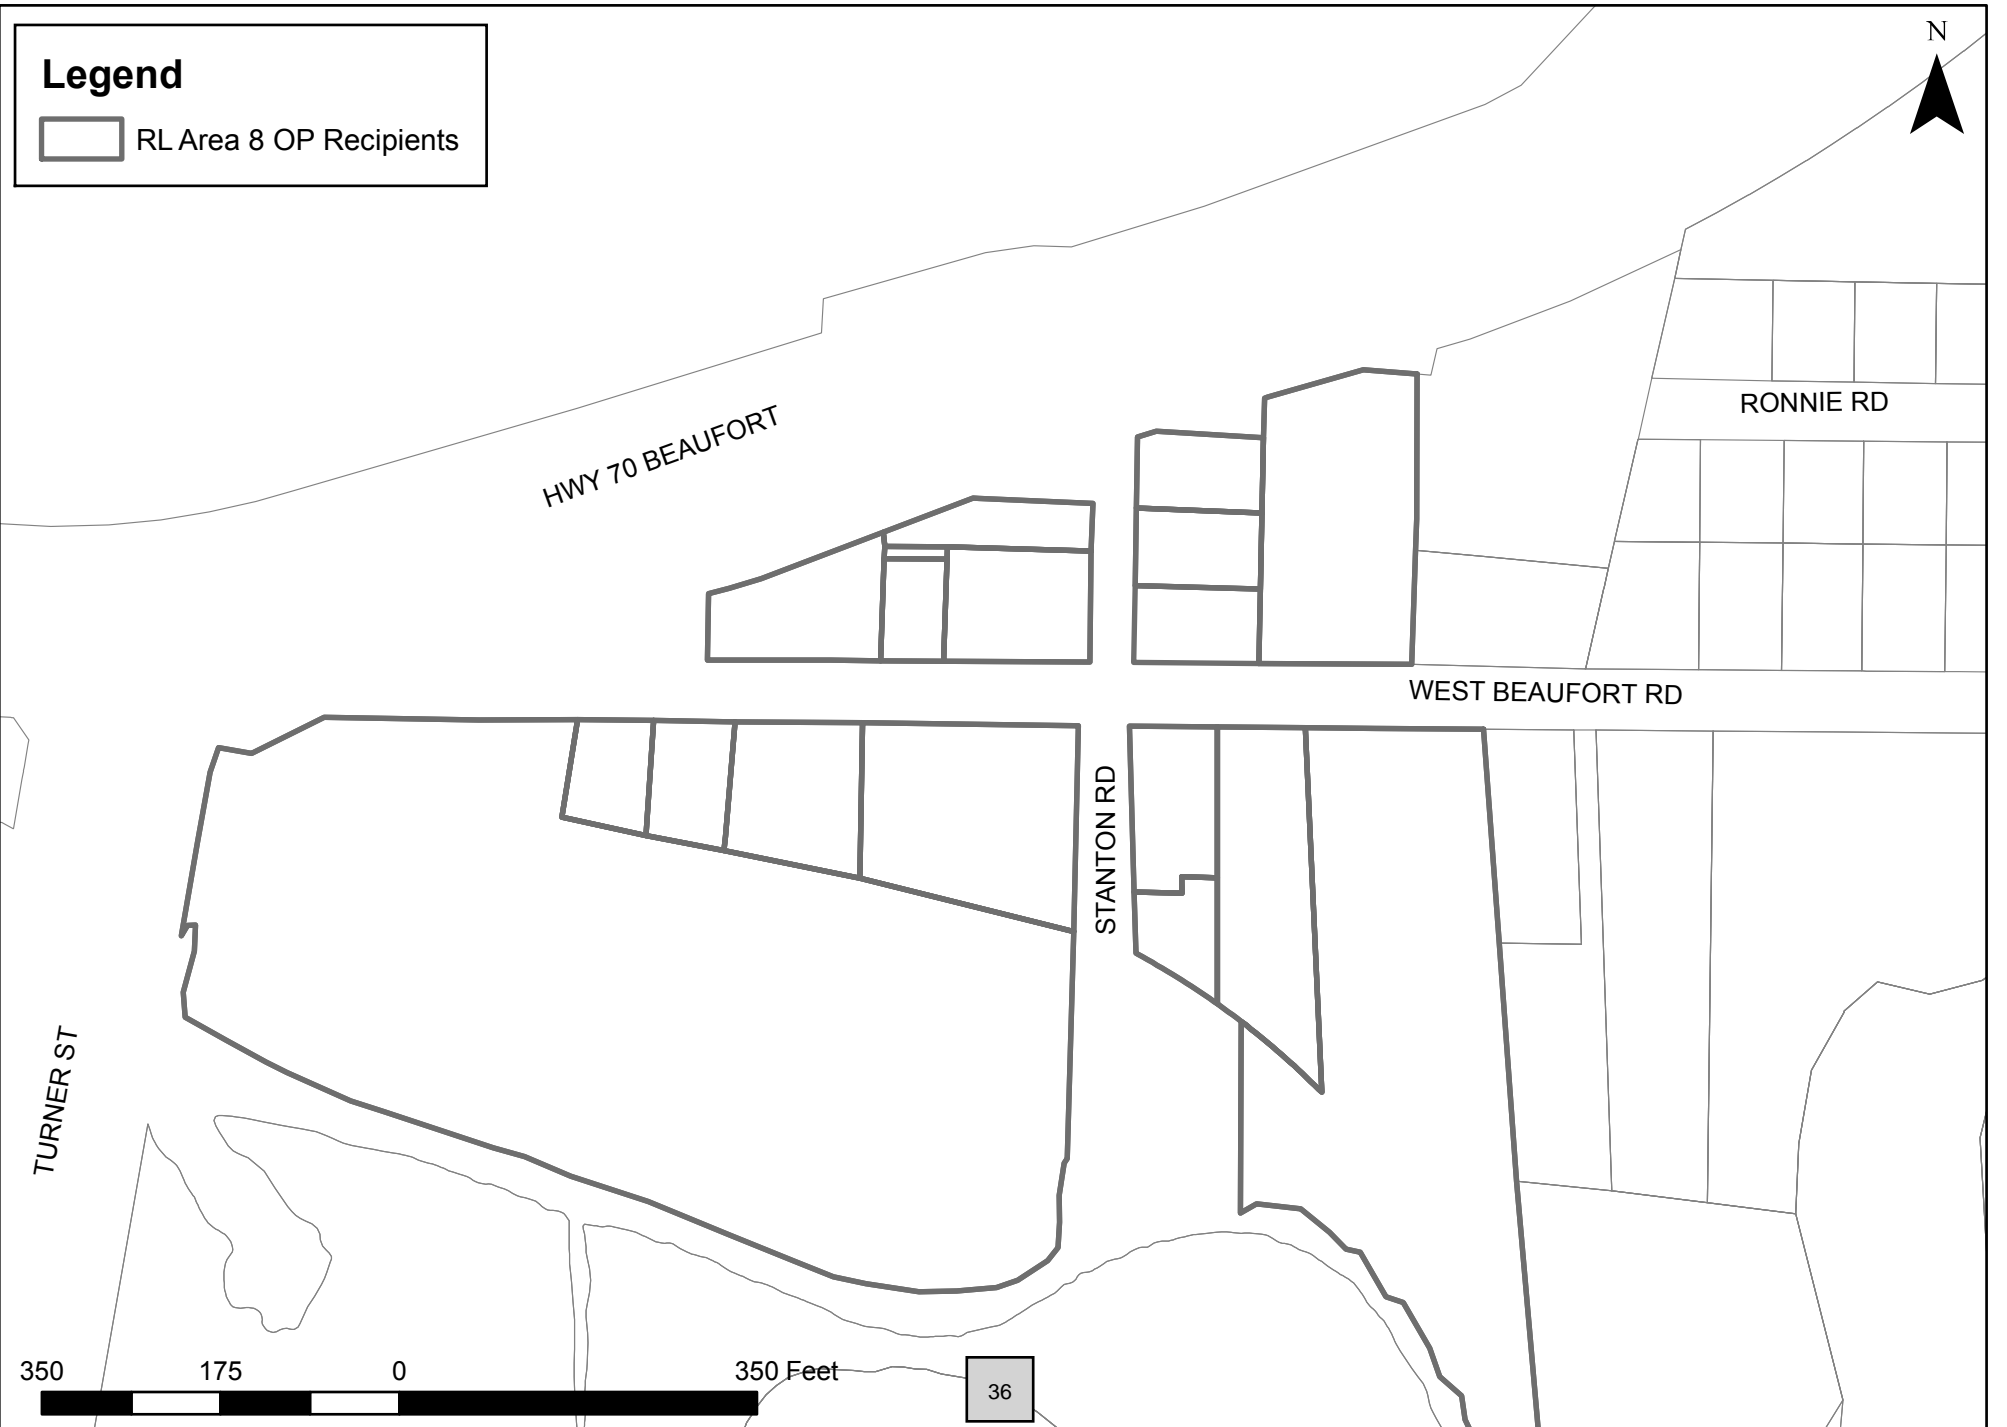 Legend
RL Area 8 OP Recipients
N
RONNIE RD
HWY 70 BEAUFORT
WEST BEAUFORT RD
STANTON RD
TURNER ST
350 175 0 350 Feet
36